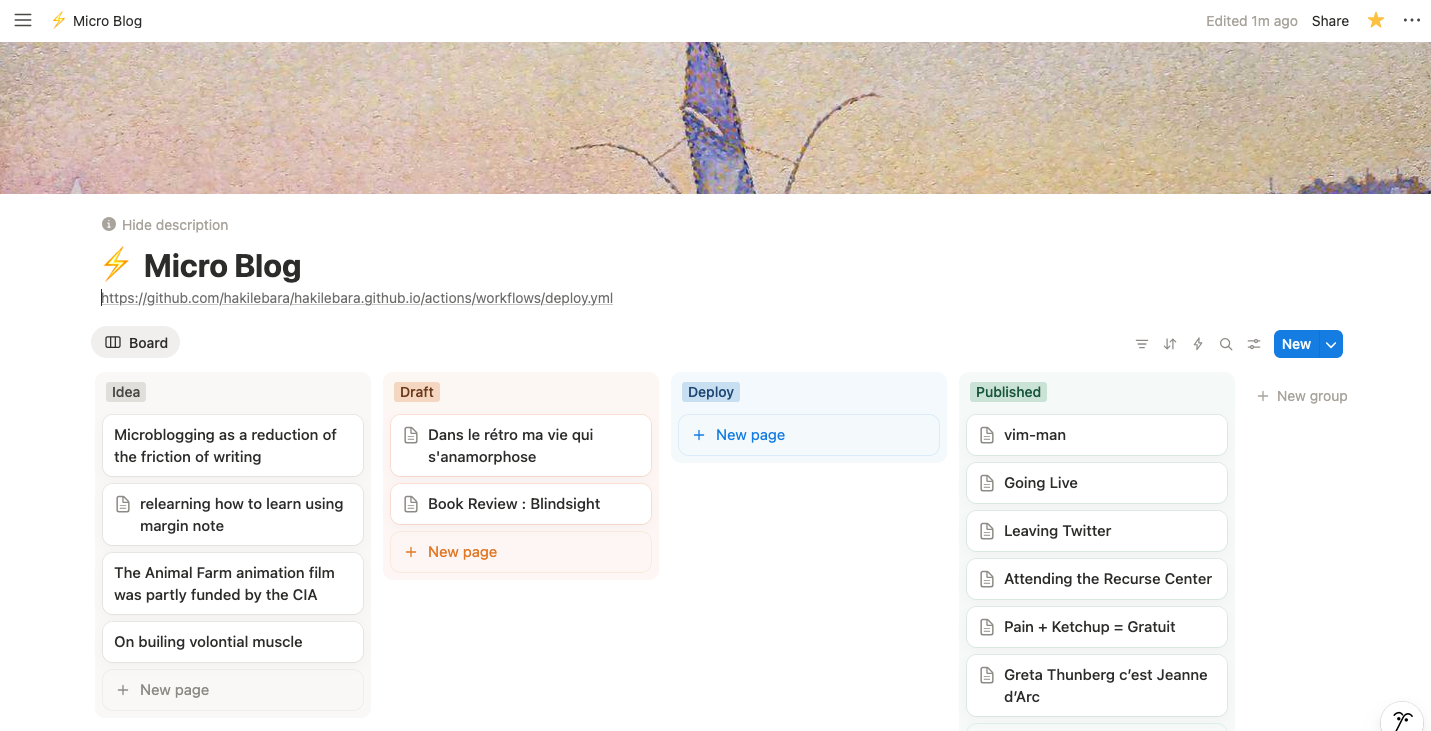 Micro Blog
Edited 1m ago
Share
Hide description
Micro Blog
https://github.com/hakilebara/hakilebara.github.io/actions/workflows/deploy.yml
Board
New
Idea
Microblogging as a reduction of
the friction of writing
relearning how to learn using
margin note
The Animal Farm animation film
was partly funded by the CIA
On builing volontial muscle
New page
Draft
Dans le rétro ma vie qui
s'anamorphose
Book Review : Blindsight
New page
Deploy
New page
Published
vim-man
Going Live
Leaving Twitter
Attending the Recurse Center
Pain + Ketchup = Gratuit
Greta Thunberg c’est Jeanne
d’Arc
New group